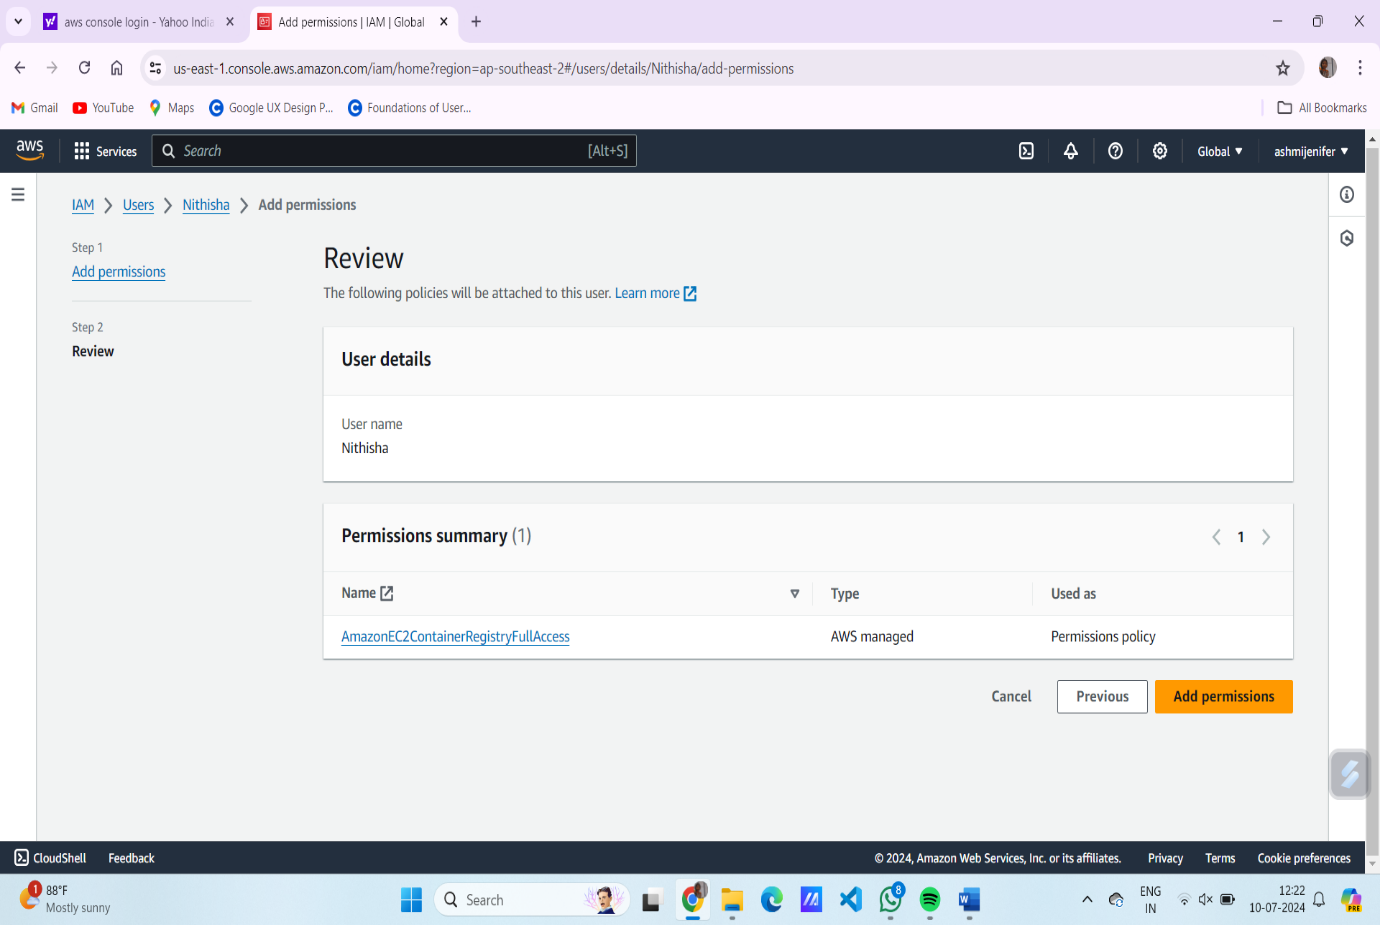 aws console login - Yahoo India
Add permissions | IAM | Global
us-east-1.console.aws.amazon.com/iam/home?region=ap-southeast-2#/users/details/Nithisha/add-permissions
Gmail
YouTube
Maps
Google UX Design P...
Foundations of User...
All Bookmarks
aws
Services
Search
[Alt+S]
Global
ashmijenifer
IAM
Users
Nithisha
Add permissions
Step 1
Add permissions
Step 2
Review
Review
The following policies will be attached to this user. Learn more
User details
User name
Nithisha
Permissions summary (1)
1
Name
Type
Used as
AmazonEC2ContainerRegistryFullAccess
AWS managed
Permissions policy
Cancel
Previous
Add permissions
CloudShell
Feedback
© 2024, Amazon Web Services, Inc. or its affiliates.
Privacy
Terms
Cookie preferences
1
88°F
Mostly sunny
Search
8
W
ENG
IN
12:22
10-07-2024
PRE